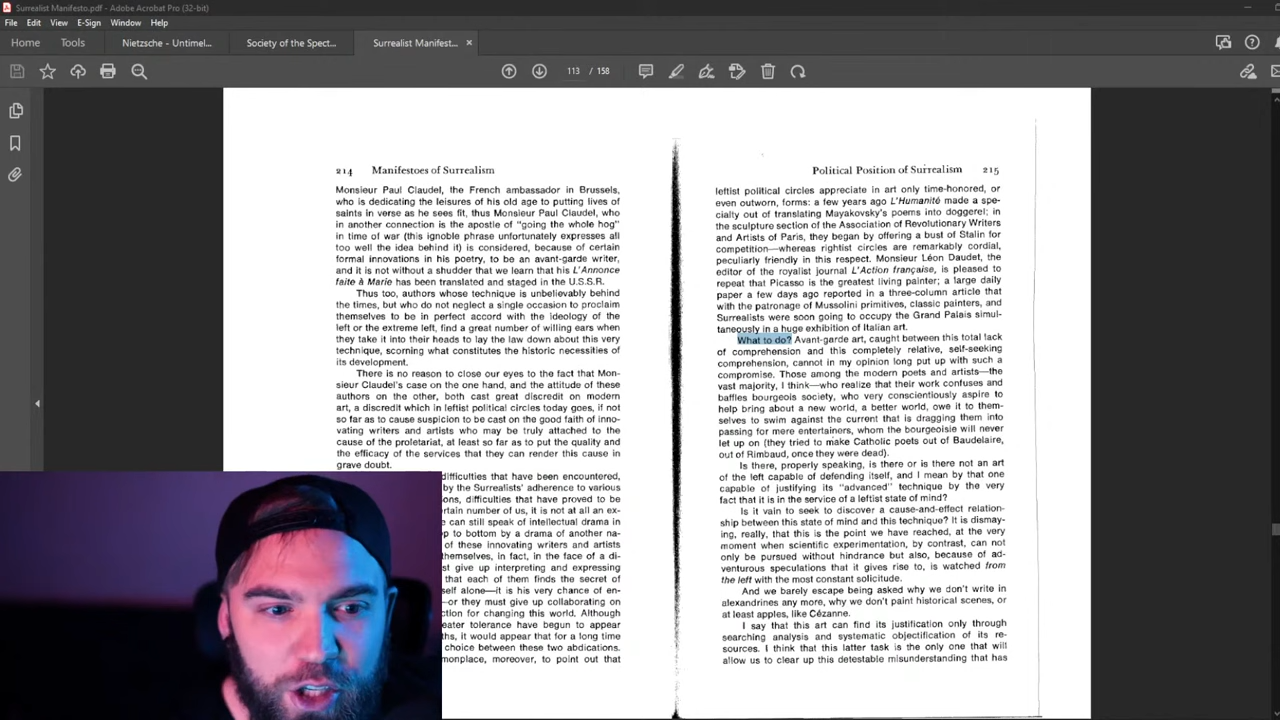 Surrealist Manifesto.pdf - Adobe Acrobat Pro (32-bit)
File Edit View E-Sign Window Help
Home Tools Nietzsche - Untimel... Society of the Spect... Surrealist Manifest... ×
113 / 158
214 Manifestoes of Surrealism
Monsieur Paul Claudel, the French ambassador in Brussels,
who is dedicating the leisures of his old age to putting lives of
saints in verse as he sees fit, thus Monsieur Paul Claudel, who
in another connection is the apostle of "going the whole hog"
in time of war (this ignoble phrase unfortunately expresses all
too well the idea behind it) is considered, because of certain
formal innovations in his poetry, to be an avant-garde writer,
and it is not without a shudder that we learn that his L'Annonce
faite à Marie has been translated and staged in the U.S.S.R.
Thus too, authors whose technique is unbelievably behind
the times, but who do not neglect a single occasion to proclaim
themselves to be in perfect accord with the ideology of the
left or the extreme left, find a great number of willing ears when
they take it into their heads to lay the law down about this very
technique, scorning what constitutes the historic necessities of
its development.
There is no reason to close our eyes to the fact that Mon-
sieur Claudel's case on the one hand, and the attitude of these
authors on the other, both cast great discredit on modern
art, a discredit which in leftist political circles today goes, if not
so far as to cause suspicion to be cast on the good faith of inno-
vating writers and artists who may be truly attached to the
cause of the proletariat, at least so far as to put the quality and
the efficacy of the services that they can render this cause in
grave doubt.
difficulties that have been encountered,
by the Surrealists' adherence to various
ons, difficulties that have proved to be
ertain number of us, it is not at all an ex-
e can still speak of intellectual drama in
p to bottom by a drama of another na-
of these innovating writers and artists
themselves, in fact, in the face of a di-
st give up interpreting and expressing
that each of them finds the secret of
self alone—it is his very chance of en-
—or they must give up collaborating on
ction for changing this world. Although
eater tolerance have begun to appear
ths, it would appear that for a long time
choice between these two abdications.
monplace, moreover, to point out that
Political Position of Surrealism 215
leftist political circles appreciate in art only time-honored, or
even outworn, forms: a few years ago L'Humanité made a spe-
cialty out of translating Mayakovsky's poems into doggerel; in
the sculpture section of the Association of Revolutionary Writers
and Artists of Paris, they began by offering a bust of Stalin for
competition—whereas rightist circles are remarkably cordial,
peculiarly friendly in this respect. Monsieur Léon Daudet, the
editor of the royalist journal L'Action française, is pleased to
repeat that Picasso is the greatest living painter; a large daily
paper a few days ago reported in a three-column article that
with the patronage of Mussolini primitives, classic painters, and
Surrealists were soon going to occupy the Grand Palais simul-
taneously in a huge exhibition of Italian art.
What to do? Avant-garde art, caught between this total lack
of comprehension and this completely relative, self-seeking
comprehension, cannot in my opinion long put up with such a
compromise. Those among the modern poets and artists—the
vast majority, I think—who realize that their work confuses and
baffles bourgeois society, who very conscientiously aspire to
help bring about a new world, a better world, owe it to them-
selves to swim against the current that is dragging them into
passing for mere entertainers, whom the bourgeoisie will never
let up on (they tried to make Catholic poets out of Baudelaire,
out of Rimbaud, once they were dead).
Is there, properly speaking, is there or is there not an art
of the left capable of defending itself, and I mean by that one
capable of justifying its "advanced" technique by the very
fact that it is in the service of a leftist state of mind?
Is it vain to seek to discover a cause-and-effect relation-
ship between this state of mind and this technique? It is dismay-
ing, really, that this is the point we have reached, at the very
moment when scientific experimentation, by contrast, can not
only be pursued without hindrance but also, because of ad-
venturous speculations that it gives rise to, is watched from
the left with the most constant solicitude.
And we barely escape being asked why we don't write in
alexandrines any more, why we don't paint historical scenes, or
at least apples, like Cézanne.
I say that this art can find its justification only through
searching analysis and systematic objectification of its re-
sources. I think that this latter task is the only one that will
allow us to clear up this detestable misunderstanding that has